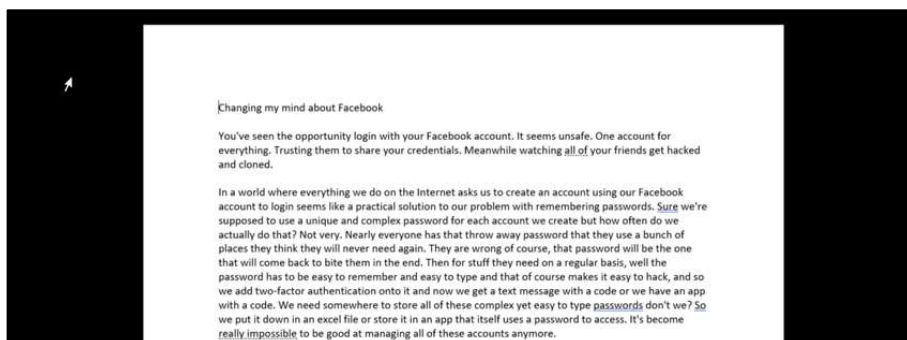 Changing my mind about Facebook
You've seen the opportunity login with your Facebook account. It seems unsafe. One account for
everything. Trusting them to share your credentials. Meanwhile watching all of your friends get hacked
and cloned.
In a world where everything we do on the Internet asks us to create an account using our Facebook
account to login seems like a practical solution to our problem with remembering passwords. Sure we're
supposed to use a unique and complex password for each account we create but how often do we
actually do that? Not very. Nearly everyone has that throw away password that they use a bunch of
places they think they will never need again. They are wrong of course, that password will be the one
that will come back to bite them in the end. Then for stuff they need on a regular basis, well the
password has to be easy to remember and easy to type and that of course makes it easy to hack, and so
we add two-factor authentication onto it and now we get a text message with a code or we have an app
with a code. We need somewhere to store all of these complex yet easy to type passwords don't we? So
we put it down in an excel file or store it in an app that itself uses a password to access. It's become
really impossible to be good at managing all of these accounts anymore.